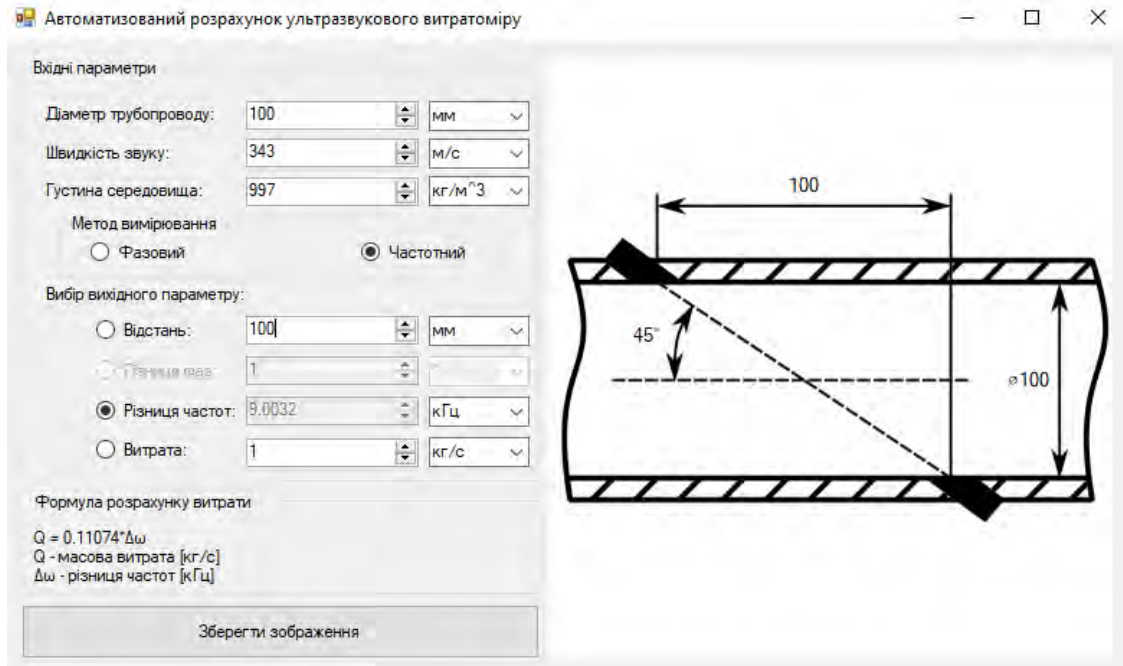 Автоматизований розрахунок ультразвукового витратоміру
Вхідні параметри
Діаметр трубопроводу: 100 мм
Швидкість звуку: 343 м/с
Густина середовища: 997 кг/м^3
Метод вимірювання
Фазовий Частотний
Вибір вихідного параметру:
Відстань: 100 мм
Різниця фаз: 1 °
Різниця частот: 9.0032 кГц
Витрата: 1 кг/с
Формула розрахунку витрати
Q = 0.11074*Δω
Q - масова витрата [кг/с]
Δω - різниця частот [кГц]
Зберегти зображення
100
45°
⌀100